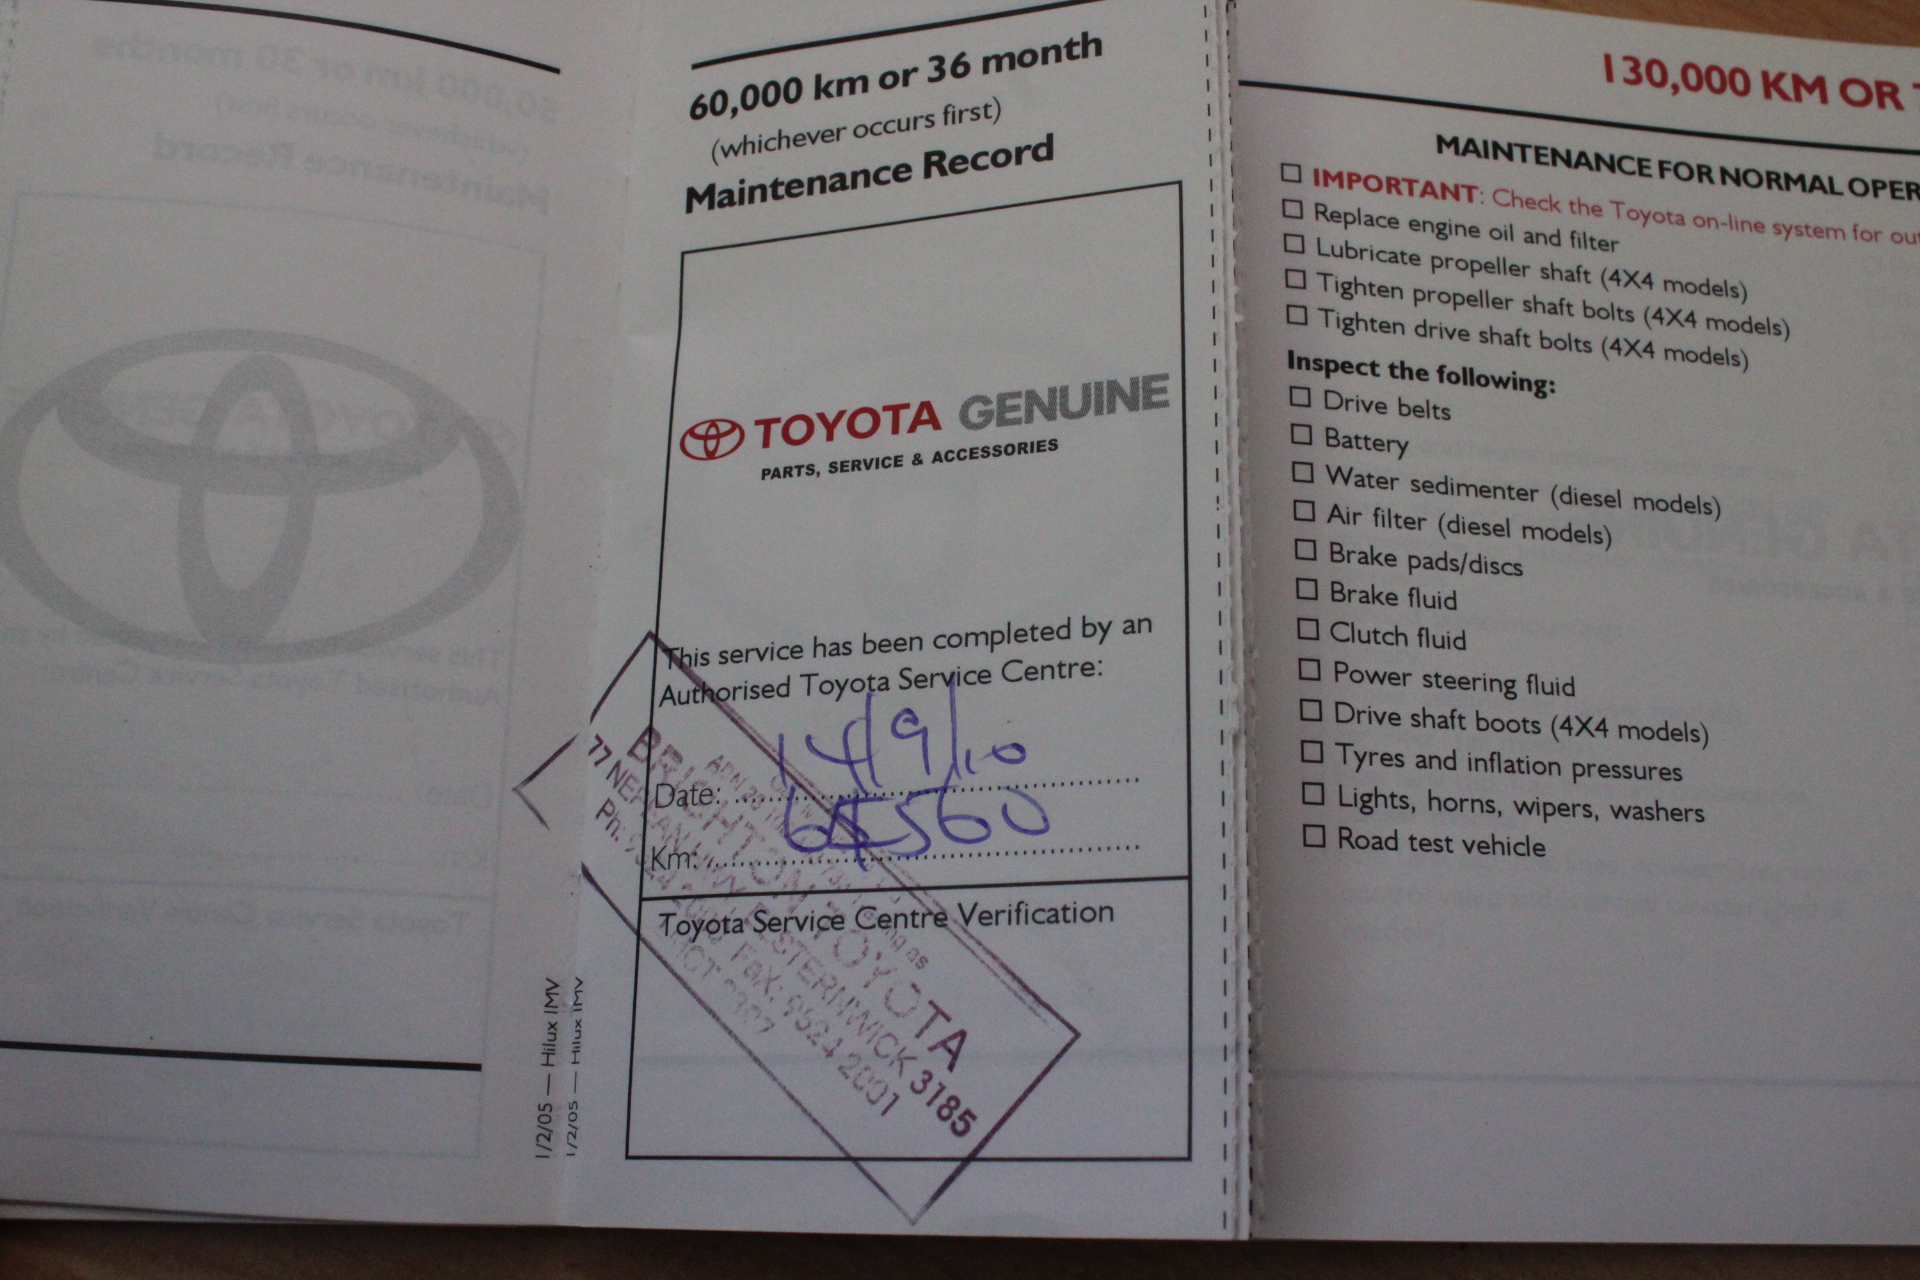 60,000 km or 36 month
(whichever occurs first)
Maintenance Record
TOYOTA GENUINE
PARTS, SERVICE & ACCESSORIES
This service has been completed by an
Authorised Toyota Service Centre:
Date: 14/9/10
Km: 64560
Toyota Service Centre Verification
BRIGHTON TOYOTA
77 NEPEAN HWY ELSTERNWICK 3185
Fax: 9524 2001
1/2/05 — Hilux IMV
1/2/05 — Hilux IMV
130,000 KM OR
MAINTENANCE FOR NORMAL OPER
☐ IMPORTANT: Check the Toyota on-line system for out
☐ Replace engine oil and filter
☐ Lubricate propeller shaft (4X4 models)
☐ Tighten propeller shaft bolts (4X4 models)
☐ Tighten drive shaft bolts (4X4 models)
Inspect the following:
☐ Drive belts
☐ Battery
☐ Water sedimenter (diesel models)
☐ Air filter (diesel models)
☐ Brake pads/discs
☐ Brake fluid
☐ Clutch fluid
☐ Power steering fluid
☐ Drive shaft boots (4X4 models)
☐ Tyres and inflation pressures
☐ Lights, horns, wipers, washers
☐ Road test vehicle